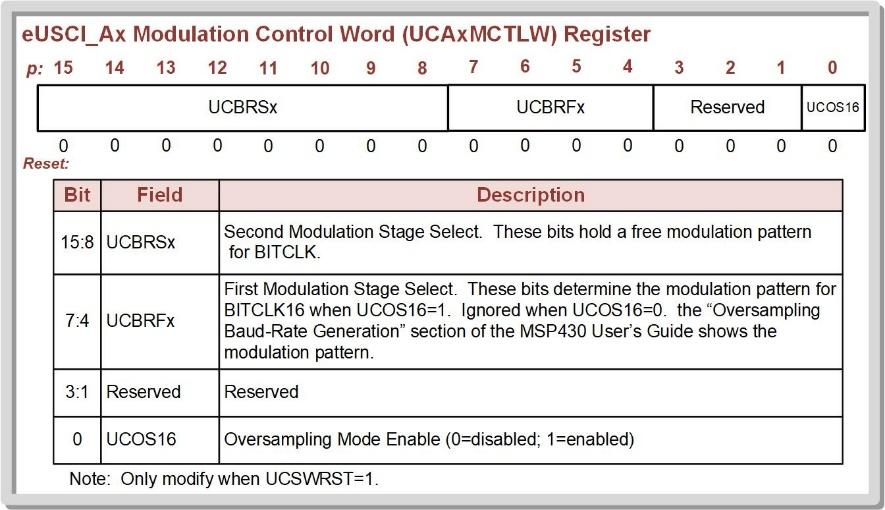 eUSCI_Ax Modulation Control Word (UCAxMCTLW) Register
p: 15 14 13 12 11 10 9 8 7 6 5 4 3 2 1 0
UCBRSx UCBRFx Reserved UCOS16
0 0 0 0 0 0 0 0 0 0 0 0 0 0 0 0
Reset:
Bit Field Description
15:8 UCBRSx Second Modulation Stage Select. These bits hold a free modulation pattern
for BITCLK.
7:4 UCBRFx First Modulation Stage Select. These bits determine the modulation pattern for
BITCLK16 when UCOS16=1. Ignored when UCOS16=0. the “Oversampling
Baud-Rate Generation” section of the MSP430 User’s Guide shows the
modulation pattern.
3:1 Reserved Reserved
0 UCOS16 Oversampling Mode Enable (0=disabled; 1=enabled)
Note: Only modify when UCSWRST=1.